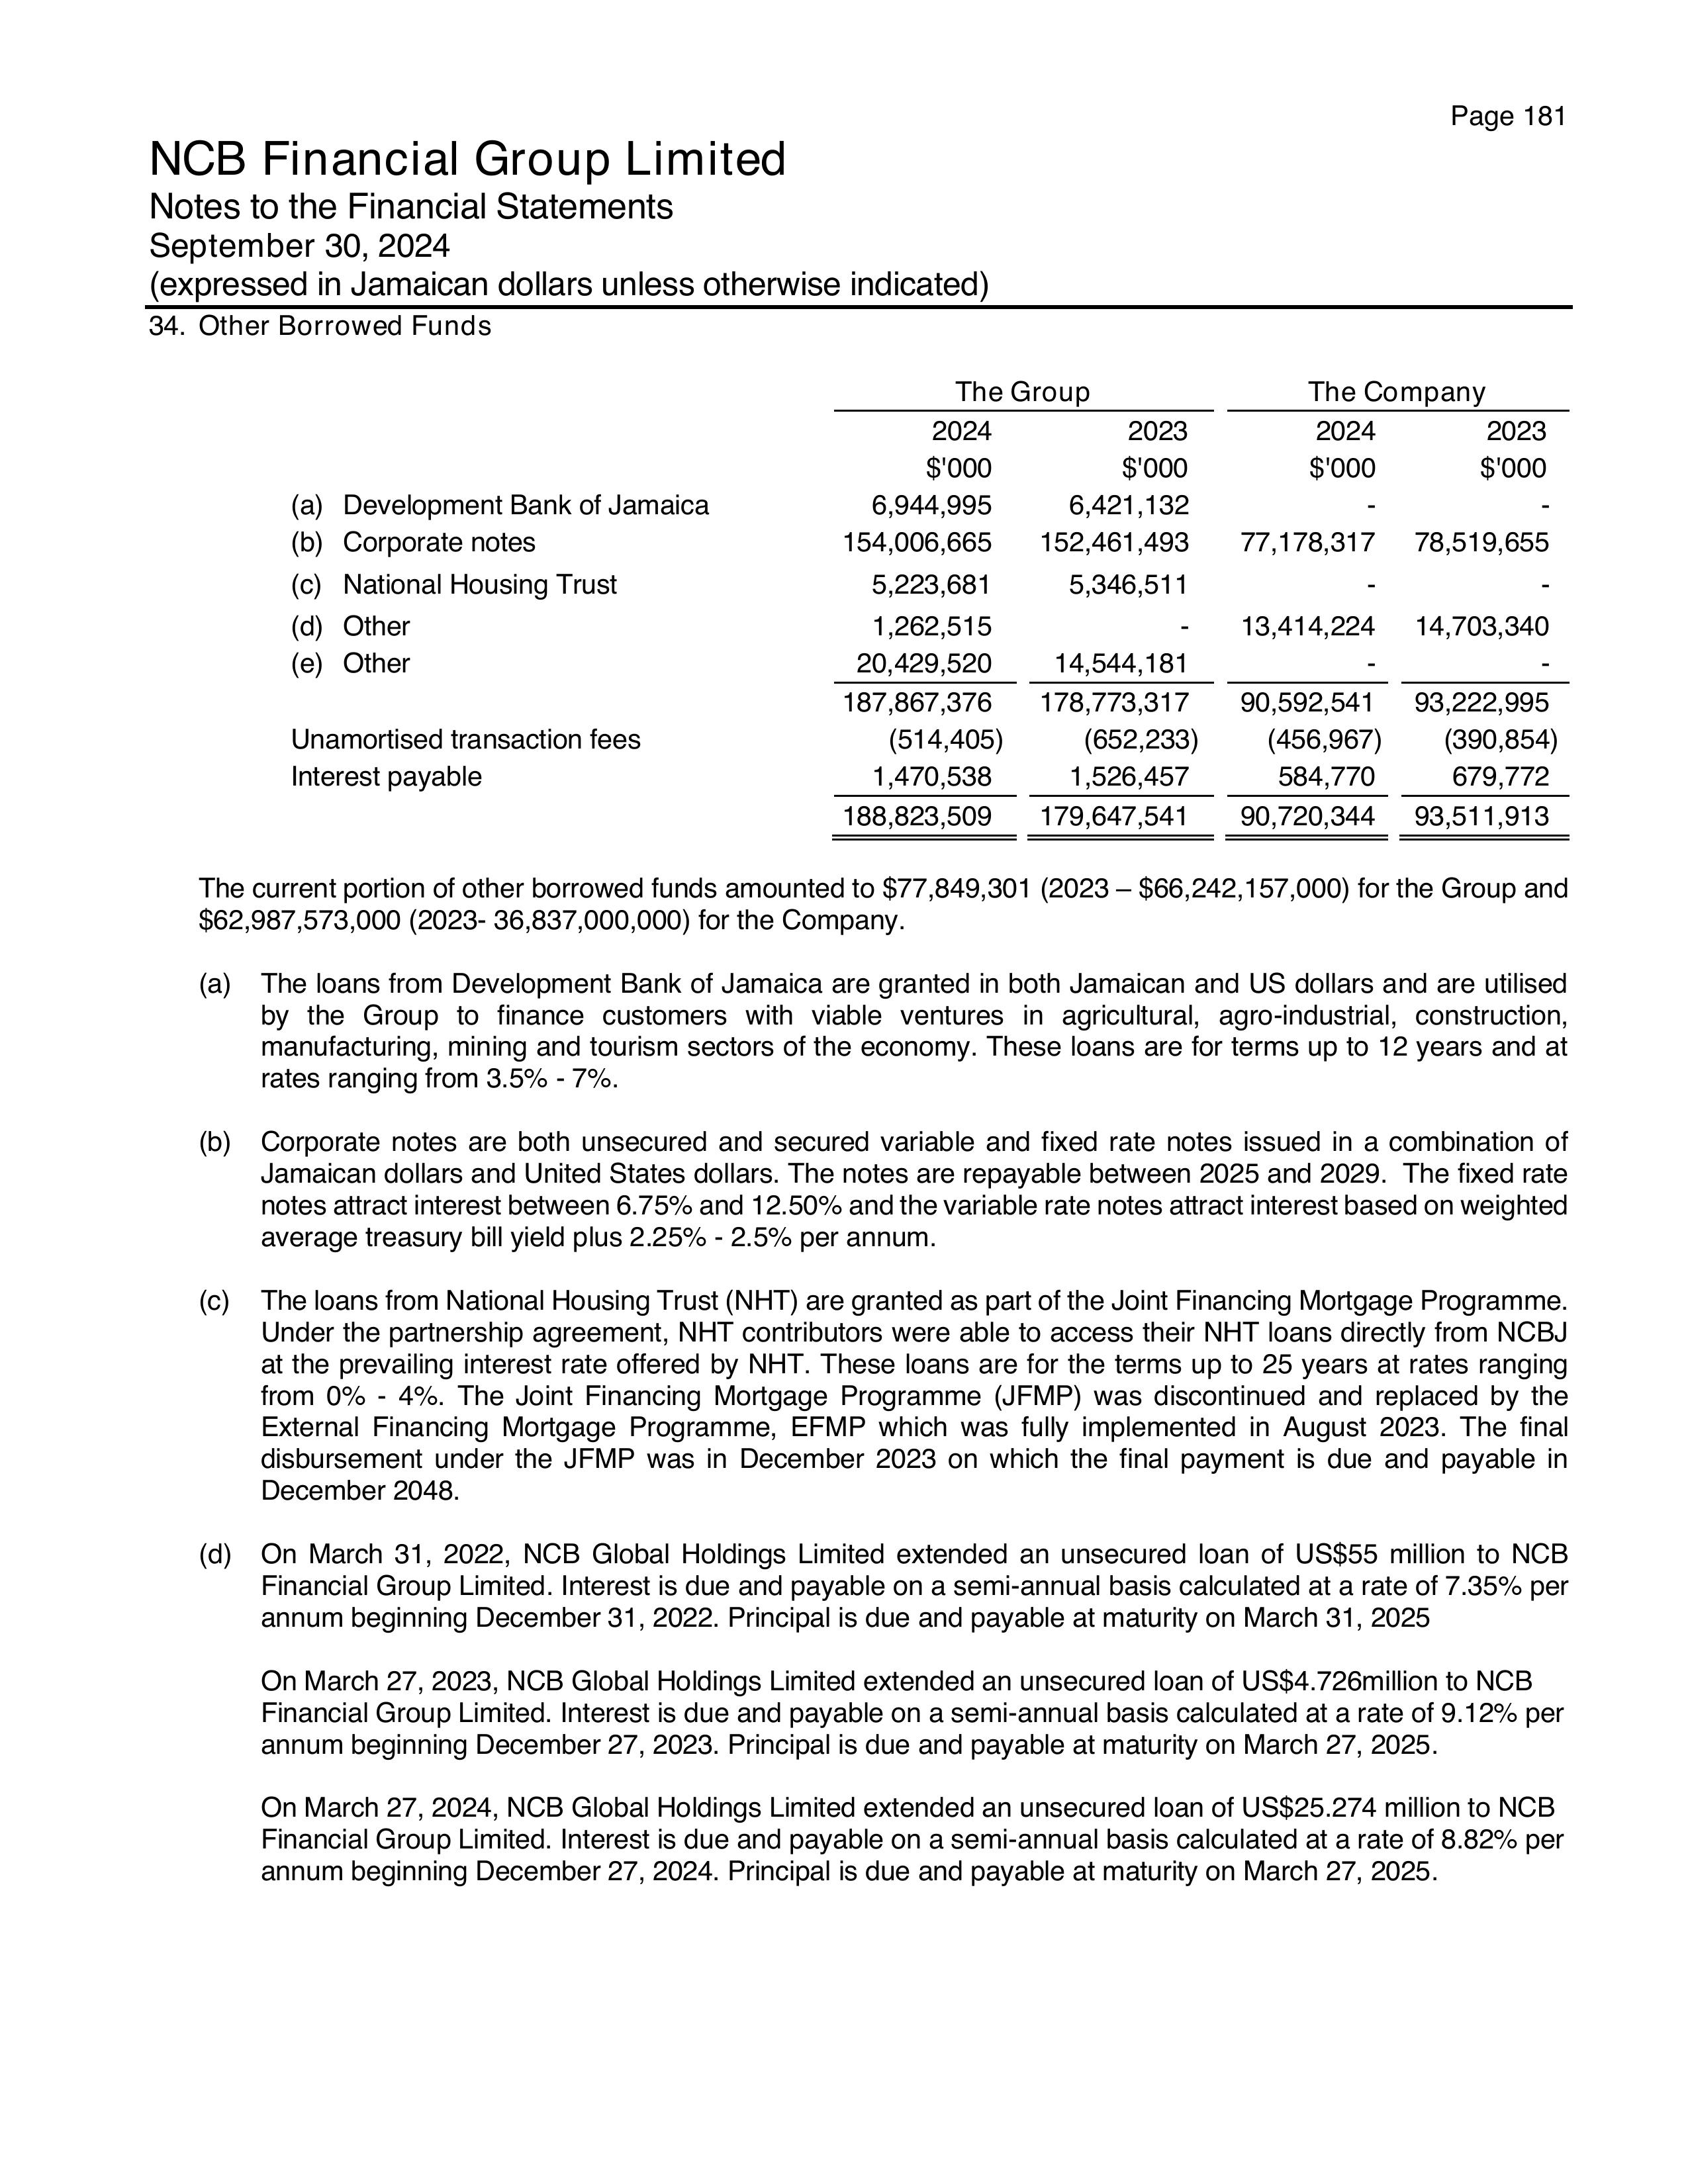 Page 181
NCB Financial Group Limited
Notes to the Financial Statements
September 30, 2024
(expressed in Jamaican dollars unless otherwise indicated)
34. Other Borrowed Funds
The Group The Company
2024 2023 2024 2023
$'000 $'000 $'000 $'000
(a) Development Bank of Jamaica 6,944,995 6,421,132 - -
(b) Corporate notes 154,006,665 152,461,493 77,178,317 78,519,655
(c) National Housing Trust 5,223,681 5,346,511 - -
(d) Other 1,262,515 - 13,414,224 14,703,340
(e) Other 20,429,520 14,544,181 - -
187,867,376 178,773,317 90,592,541 93,222,995
Unamortised transaction fees (514,405) (652,233) (456,967) (390,854)
Interest payable 1,470,538 1,526,457 584,770 679,772
188,823,509 179,647,541 90,720,344 93,511,913
The current portion of other borrowed funds amounted to $77,849,301 (2023 – $66,242,157,000) for the Group and
$62,987,573,000 (2023- 36,837,000,000) for the Company.
(a) The loans from Development Bank of Jamaica are granted in both Jamaican and US dollars and are utilised
by the Group to finance customers with viable ventures in agricultural, agro-industrial, construction,
manufacturing, mining and tourism sectors of the economy. These loans are for terms up to 12 years and at
rates ranging from 3.5% - 7%.
(b) Corporate notes are both unsecured and secured variable and fixed rate notes issued in a combination of
Jamaican dollars and United States dollars. The notes are repayable between 2025 and 2029. The fixed rate
notes attract interest between 6.75% and 12.50% and the variable rate notes attract interest based on weighted
average treasury bill yield plus 2.25% - 2.5% per annum.
(c) The loans from National Housing Trust (NHT) are granted as part of the Joint Financing Mortgage Programme.
Under the partnership agreement, NHT contributors were able to access their NHT loans directly from NCBJ
at the prevailing interest rate offered by NHT. These loans are for the terms up to 25 years at rates ranging
from 0% - 4%. The Joint Financing Mortgage Programme (JFMP) was discontinued and replaced by the
External Financing Mortgage Programme, EFMP which was fully implemented in August 2023. The final
disbursement under the JFMP was in December 2023 on which the final payment is due and payable in
December 2048.
(d) On March 31, 2022, NCB Global Holdings Limited extended an unsecured loan of US$55 million to NCB
Financial Group Limited. Interest is due and payable on a semi-annual basis calculated at a rate of 7.35% per
annum beginning December 31, 2022. Principal is due and payable at maturity on March 31, 2025
On March 27, 2023, NCB Global Holdings Limited extended an unsecured loan of US$4.726million to NCB
Financial Group Limited. Interest is due and payable on a semi-annual basis calculated at a rate of 9.12% per
annum beginning December 27, 2023. Principal is due and payable at maturity on March 27, 2025.
On March 27, 2024, NCB Global Holdings Limited extended an unsecured loan of US$25.274 million to NCB
Financial Group Limited. Interest is due and payable on a semi-annual basis calculated at a rate of 8.82% per
annum beginning December 27, 2024. Principal is due and payable at maturity on March 27, 2025.